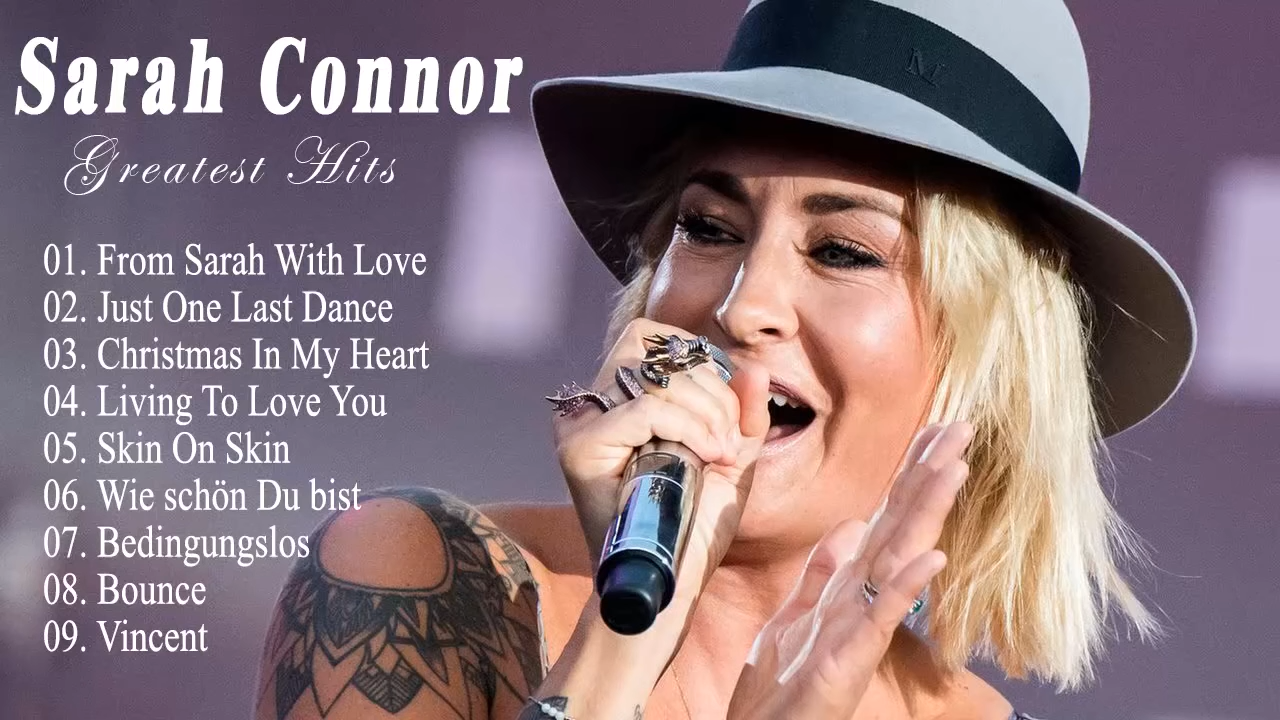 Sarah Connor
Greatest Hits
01. From Sarah With Love
02. Just One Last Dance
03. Christmas In My Heart
04. Living To Love You
05. Skin On Skin
06. Wie schön Du bist
07. Bedingungslos
08. Bounce
09. Vincent
M